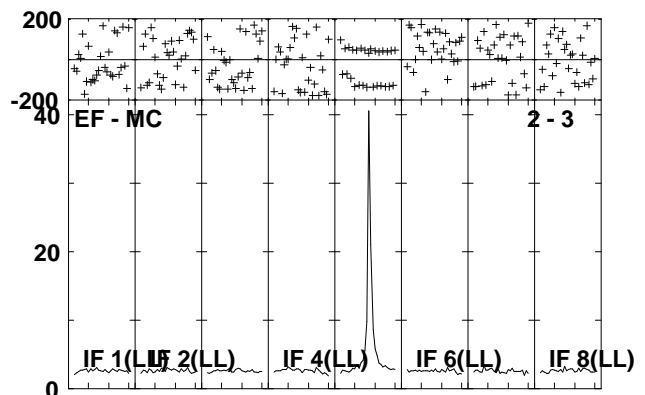 200
-200
40
EF - MC 2 - 3
20
IF 1(LL) IF 2(LL) IF 4(LL) IF 6(LL) IF 8(LL)
0